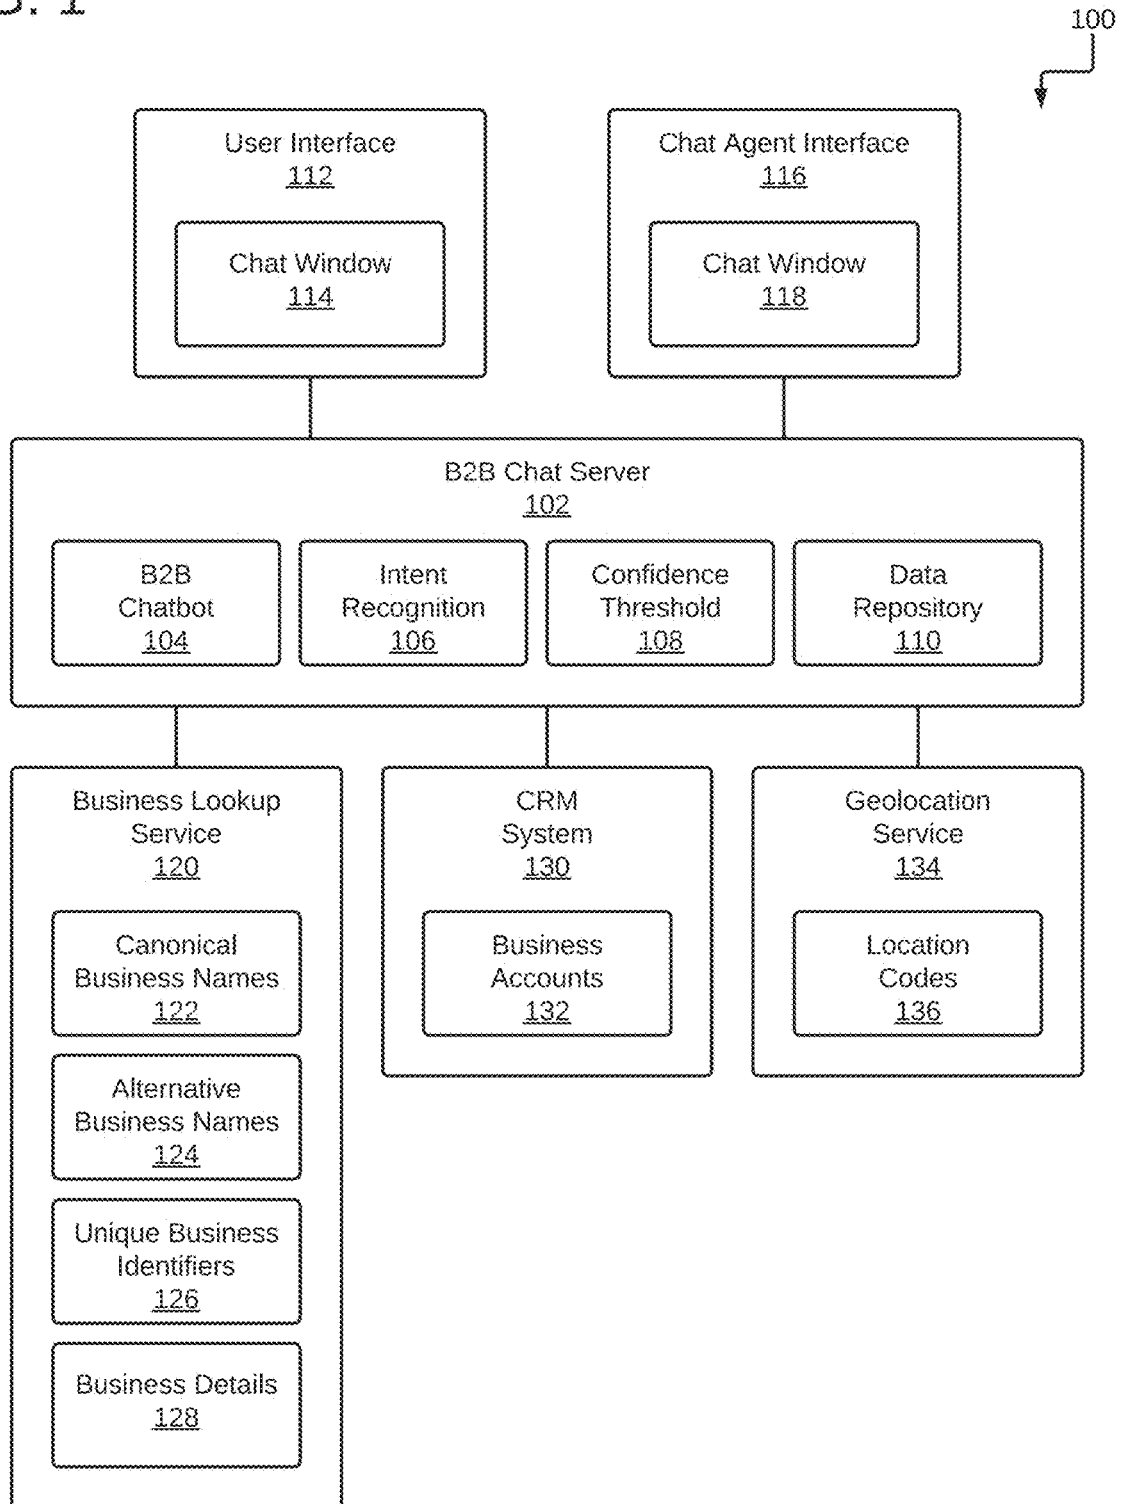 100
User Interface
112
Chat Window
114
Chat Agent Interface
116
Chat Window
118
B2B Chat Server
102
B2B
Chatbot
104
Intent
Recognition
106
Confidence
Threshold
108
Data
Repository
110
Business Lookup
Service
120
Canonical
Business Names
122
Alternative
Business Names
124
Unique Business
Identifiers
126
Business Details
128
CRM
System
130
Business
Accounts
132
Geolocation
Service
134
Location
Codes
136